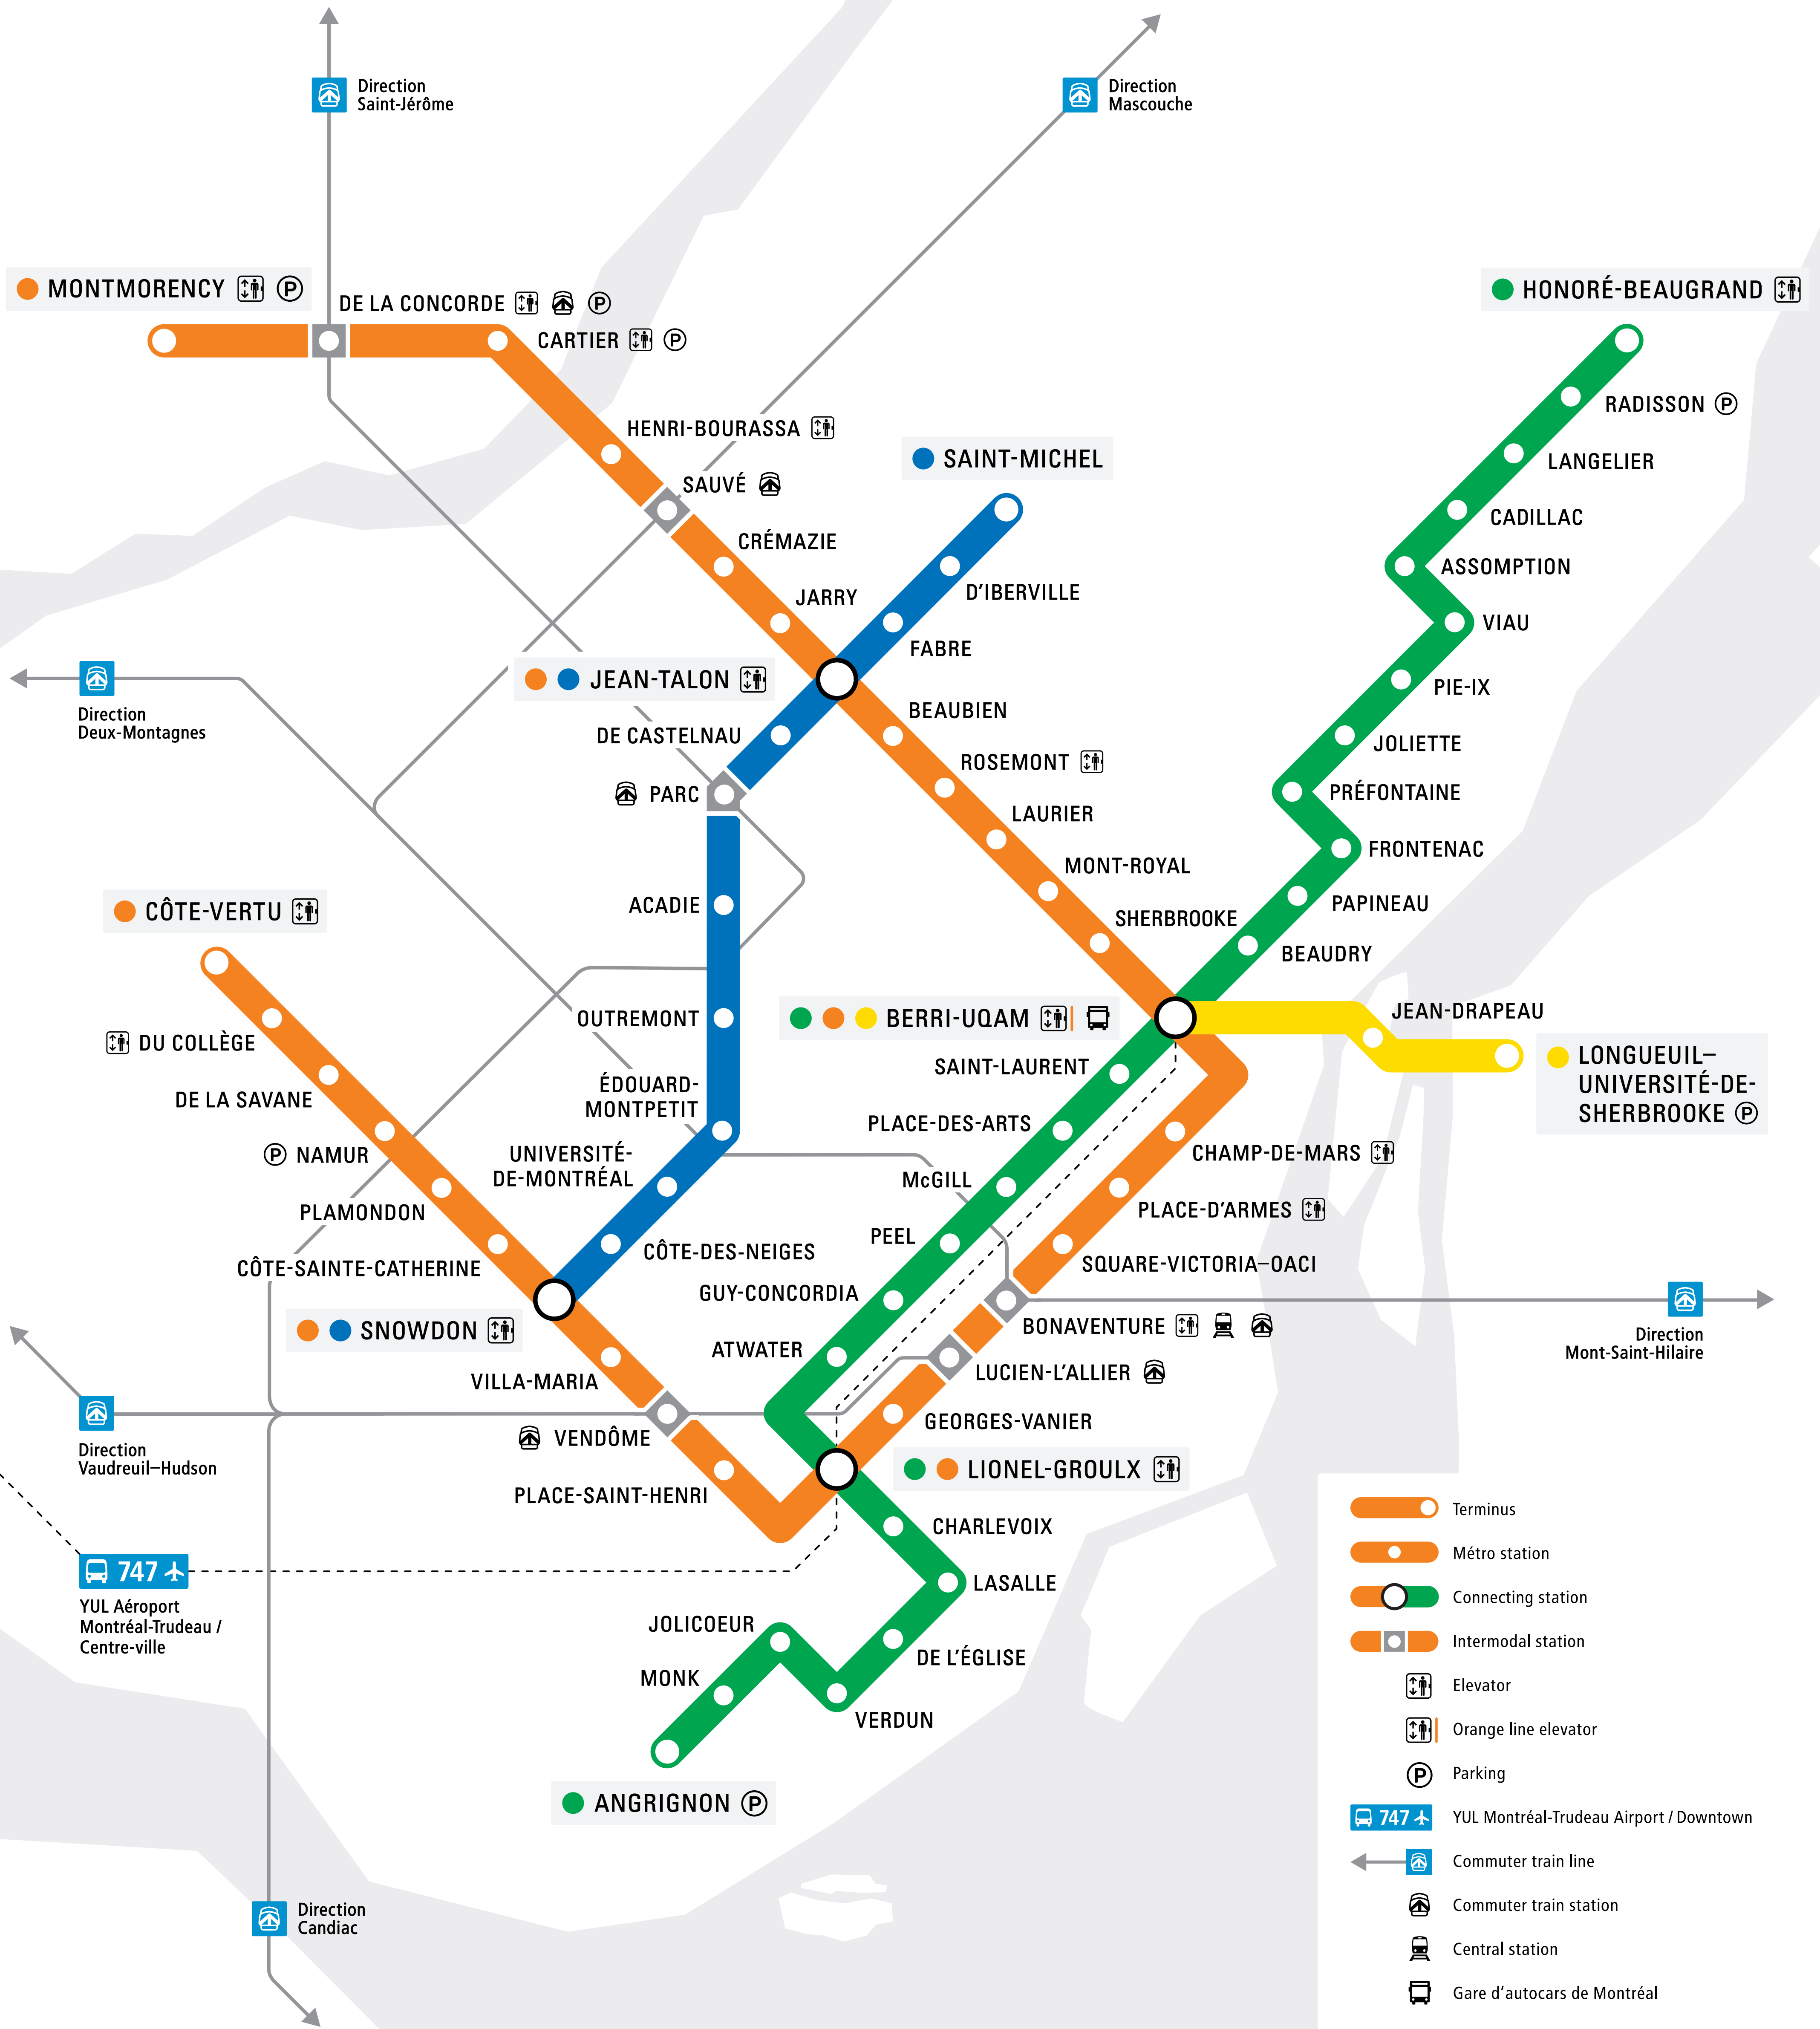 Direction
Saint-Jérôme
Direction
Mascouche
MONTMORENCY P
DE LA CONCORDE P
CARTIER P
HONORÉ-BEAUGRAND
RADISSON P
HENRI-BOURASSA
SAINT-MICHEL
LANGELIER
SAUVÉ
CADILLAC
CRÉMAZIE
ASSOMPTION
JARRY
D'IBERVILLE
VIAU
FABRE
JEAN-TALON
PIE-IX
Direction
Deux-Montagnes
BEAUBIEN
DE CASTELNAU
JOLIETTE
ROSEMONT
PARC
PRÉFONTAINE
LAURIER
FRONTENAC
MONT-ROYAL
CÔTE-VERTU
ACADIE
PAPINEAU
SHERBROOKE
BEAUDRY
BERRI-UQAM
JEAN-DRAPEAU
OUTREMONT
DU COLLÈGE
LONGUEUIL–
UNIVERSITÉ-DE-
SHERBROOKE P
SAINT-LAURENT
ÉDOUARD-
MONTPETIT
DE LA SAVANE
PLACE-DES-ARTS
P NAMUR
UNIVERSITÉ-
DE-MONTRÉAL
CHAMP-DE-MARS
McGILL
PLAMONDON
PLACE-D'ARMES
PEEL
CÔTE-DES-NEIGES
CÔTE-SAINTE-CATHERINE
SQUARE-VICTORIA–OACI
GUY-CONCORDIA
SNOWDON
BONAVENTURE
Direction
Mont-Saint-Hilaire
ATWATER
VILLA-MARIA
LUCIEN-L'ALLIER
GEORGES-VANIER
VENDÔME
Direction
Vaudreuil–Hudson
LIONEL-GROULX
PLACE-SAINT-HENRI
CHARLEVOIX
747
YUL Aéroport
Montréal-Trudeau /
Centre-ville
LASALLE
JOLICOEUR
DE L'ÉGLISE
MONK
VERDUN
ANGRIGNON P
Direction
Candiac
Terminus
Métro station
Connecting station
Intermodal station
Elevator
Orange line elevator
P Parking
747 YUL Montréal-Trudeau Airport / Downtown
Commuter train line
Commuter train station
Central station
Gare d'autocars de Montréal